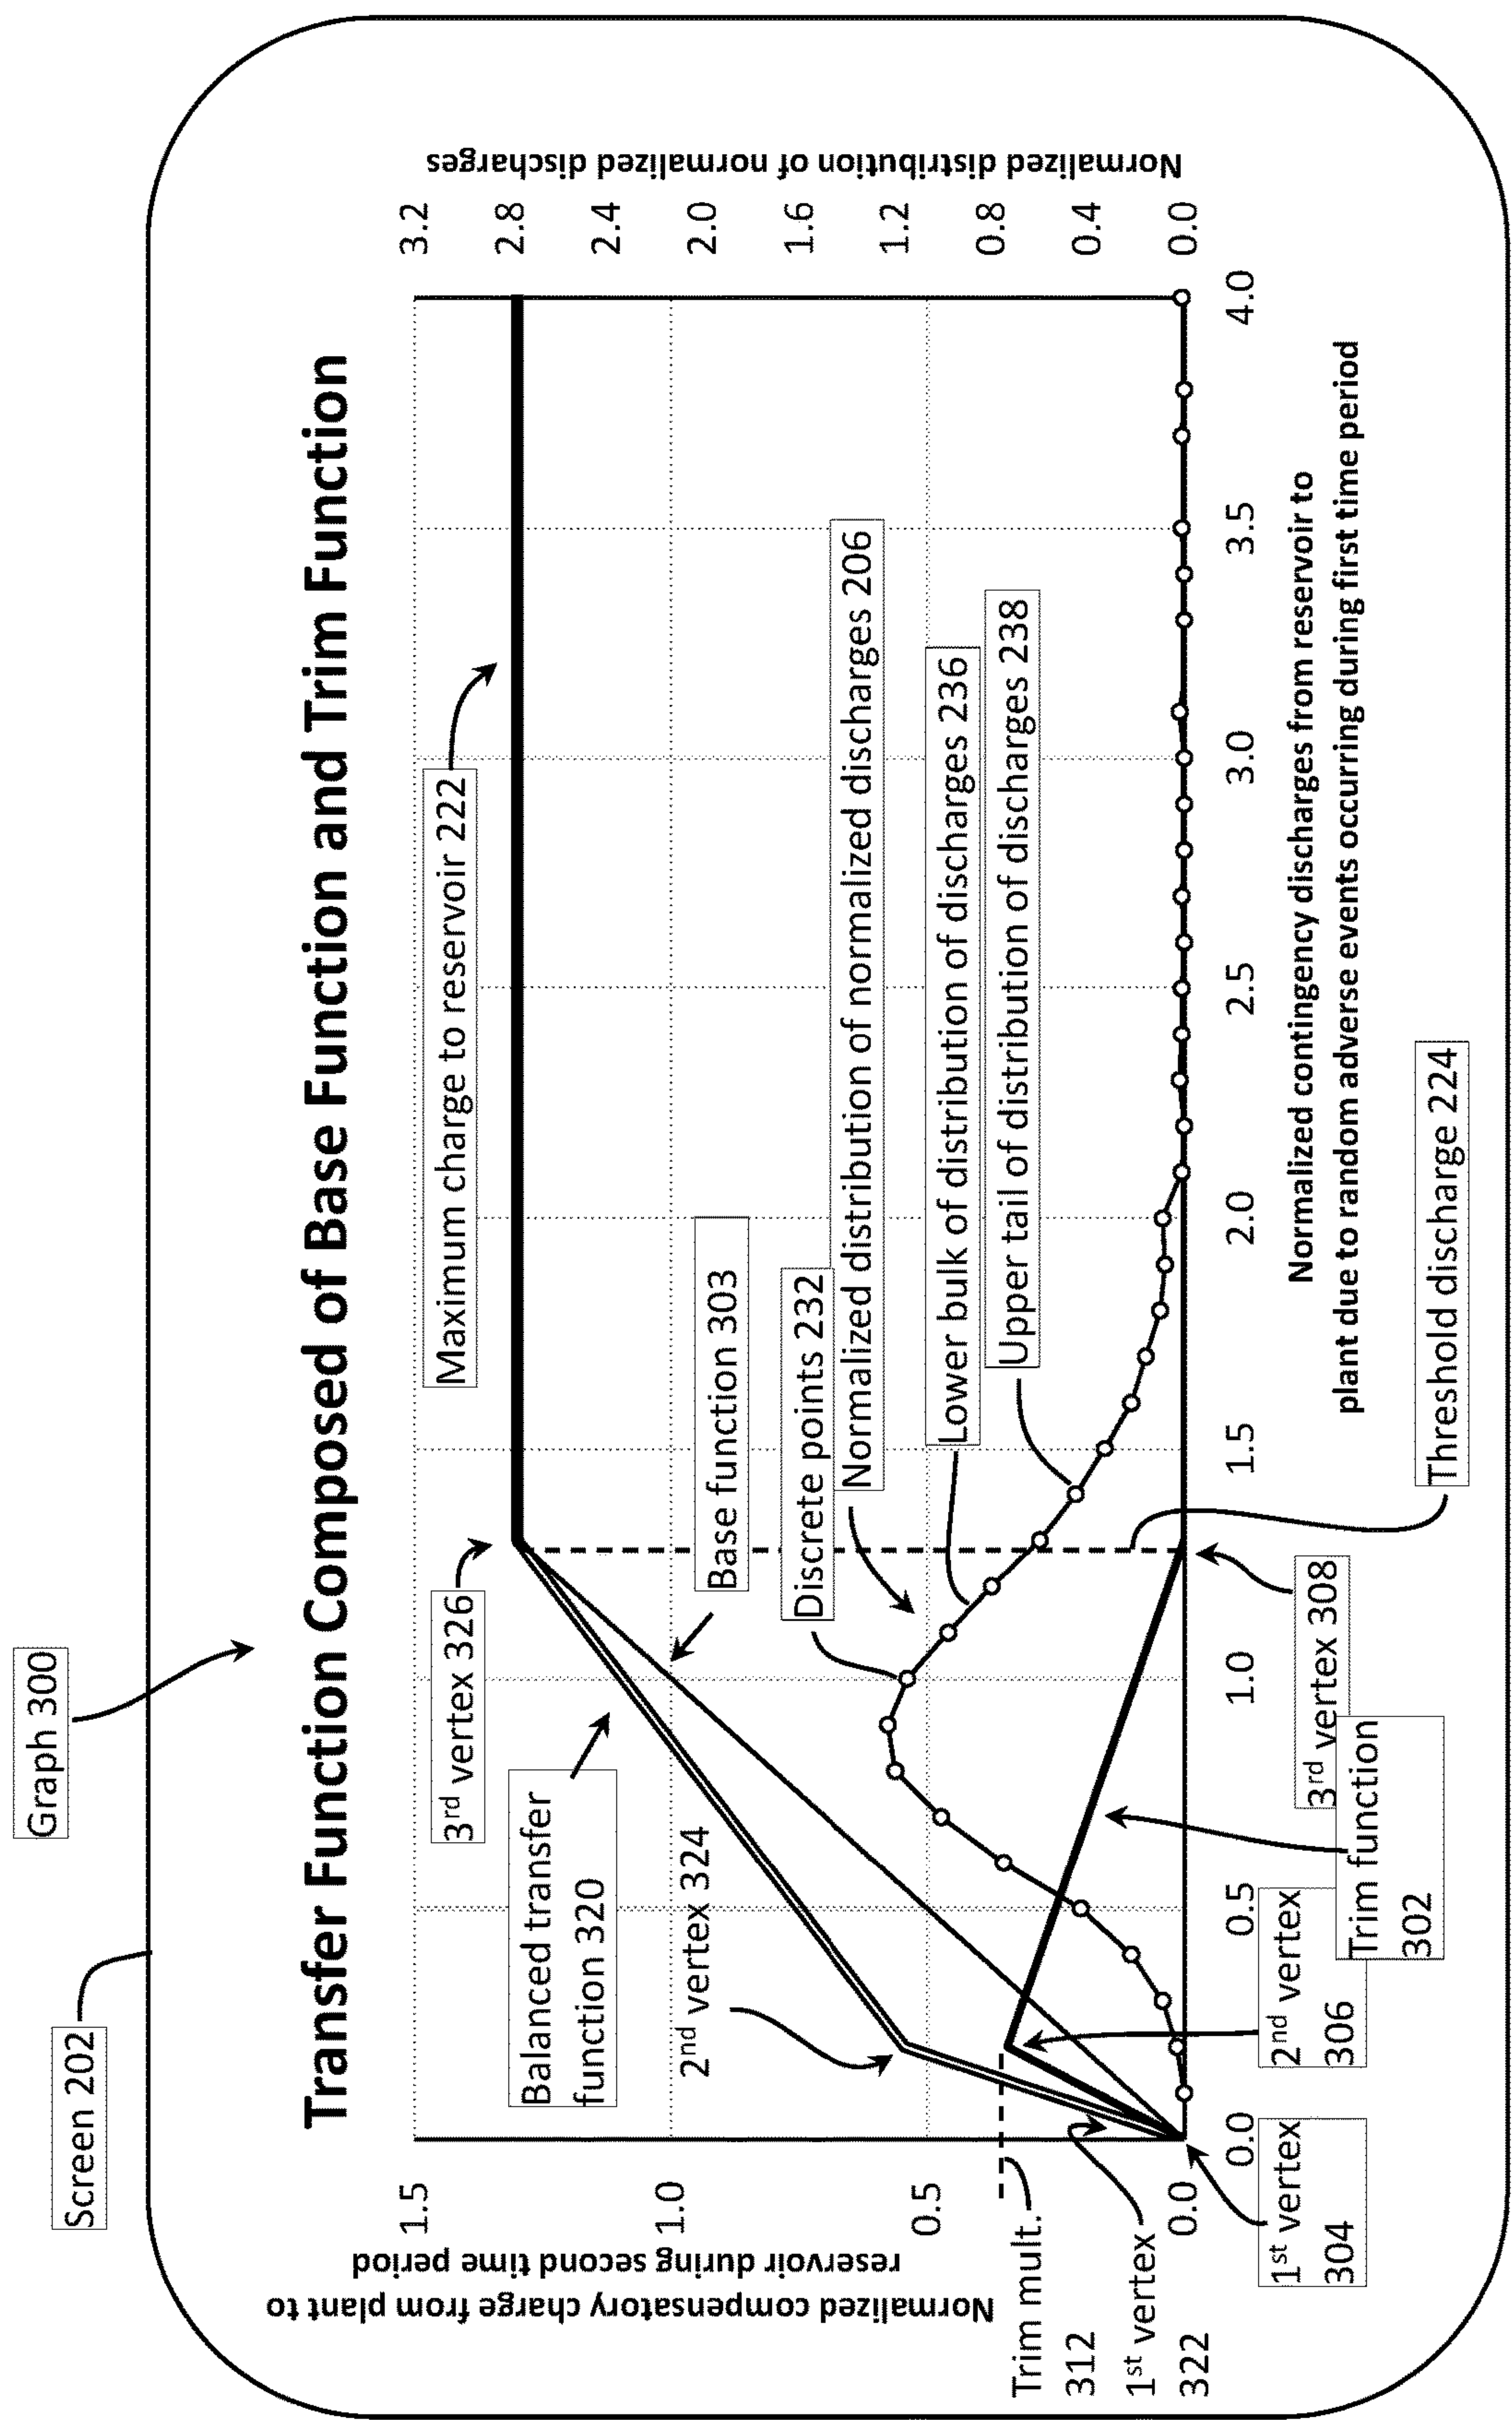 Graph 300
Screen 202
Transfer Function Composed of Base Function and Trim Function
Normalized compensatory charge from plant to
reservoir during second time period
1.5
1.0
0.5
0.0
Normalized distribution of normalized discharges
3.2
2.8
2.4
2.0
1.6
1.2
0.8
0.4
0.0
Maximum charge to reservoir 222
3rd vertex 326
Balanced transfer
function 320
2nd vertex 324
Base function 303
Discrete points 232
Normalized distribution of normalized discharges 206
Lower bulk of distribution of discharges 236
Upper tail of distribution of discharges 238
Trim mult.
312
1st vertex
322
0.0
0.5
1.0
1.5
2.0
2.5
3.0
3.5
4.0
1st vertex
304
2nd vertex
306
3rd vertex 308
Trim function
302
Normalized contingency discharges from reservoir to
plant due to random adverse events occurring during first time period
Threshold discharge 224